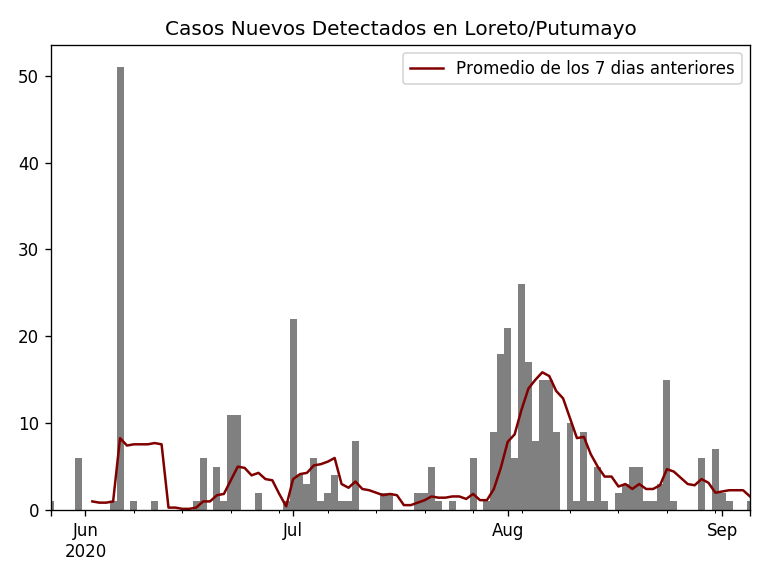 Casos Nuevos Detectados en Loreto/Putumayo
Promedio de los 7 dias anteriores
50
40
30
20
10
0
Jun
2020
Jul
Aug
Sep